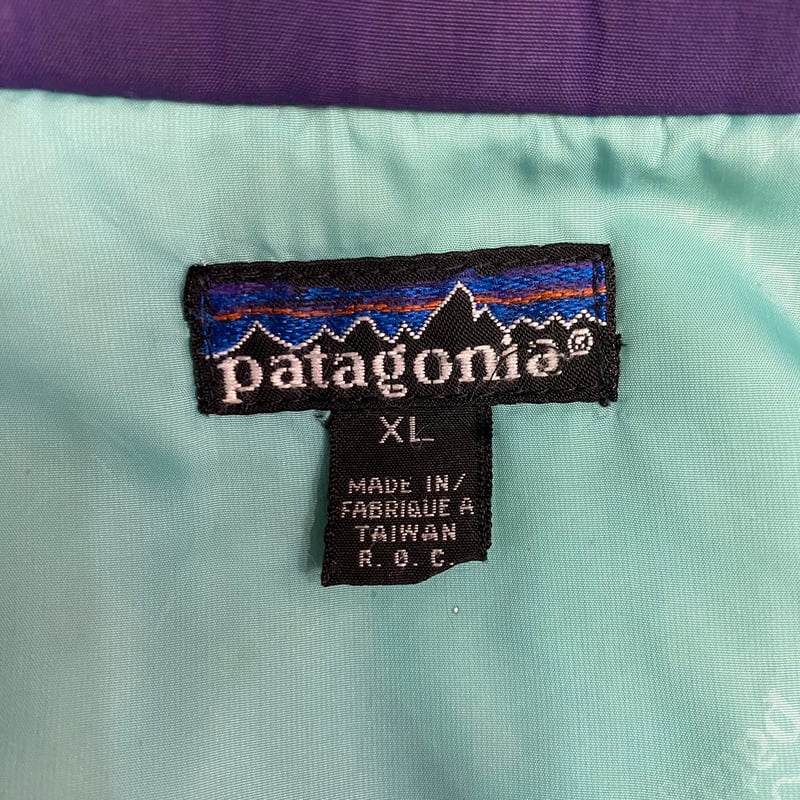 patagonia®
XL
MADE IN/
FABRIQUE A
TAIWAN
R. O. C.